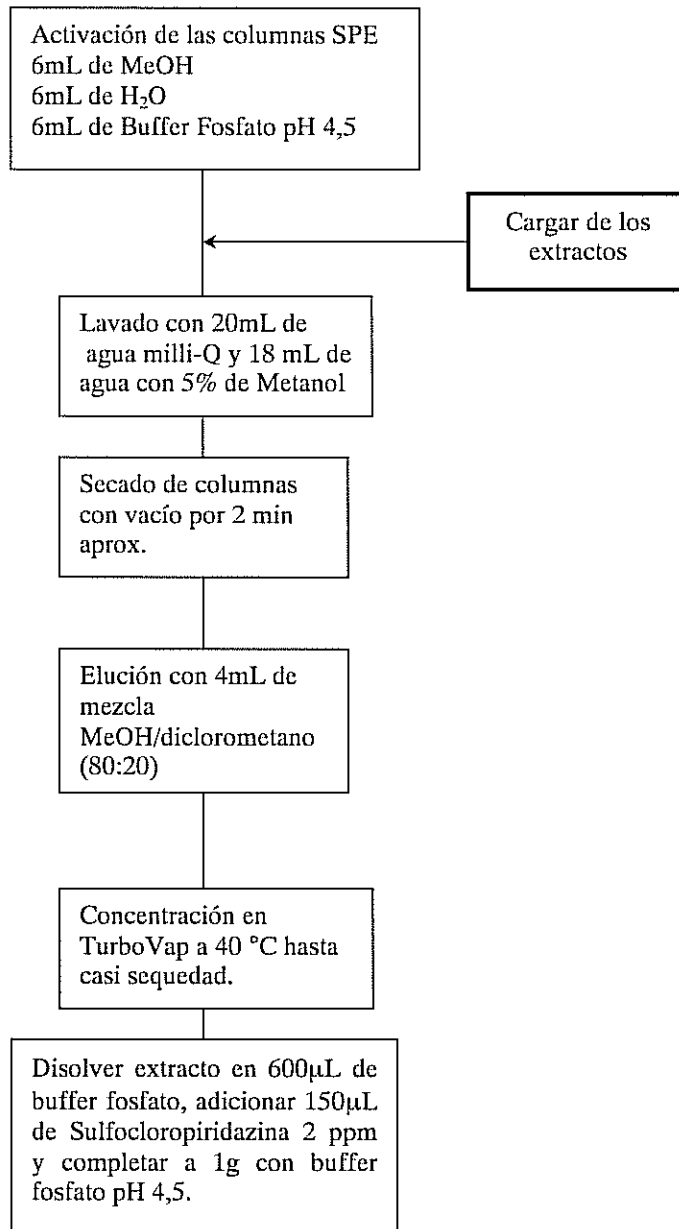 Activación de las columnas SPE
6mL de MeOH
6mL de H₂O
6mL de Buffer Fosfato pH 4,5
Cargar de los
extractos
Lavado con 20mL de
agua milli-Q y 18 mL de
agua con 5% de Metanol
Secado de columnas
con vacío por 2 min
aprox.
Elución con 4mL de
mezcla
MeOH/diclorometano
(80:20)
Concentración en
TurboVap a 40 °C hasta
casi sequedad.
Disolver extracto en 600µL de
buffer fosfato, adicionar 150µL
de Sulfocloropiridazina 2 ppm
y completar a 1g con buffer
fosfato pH 4,5.